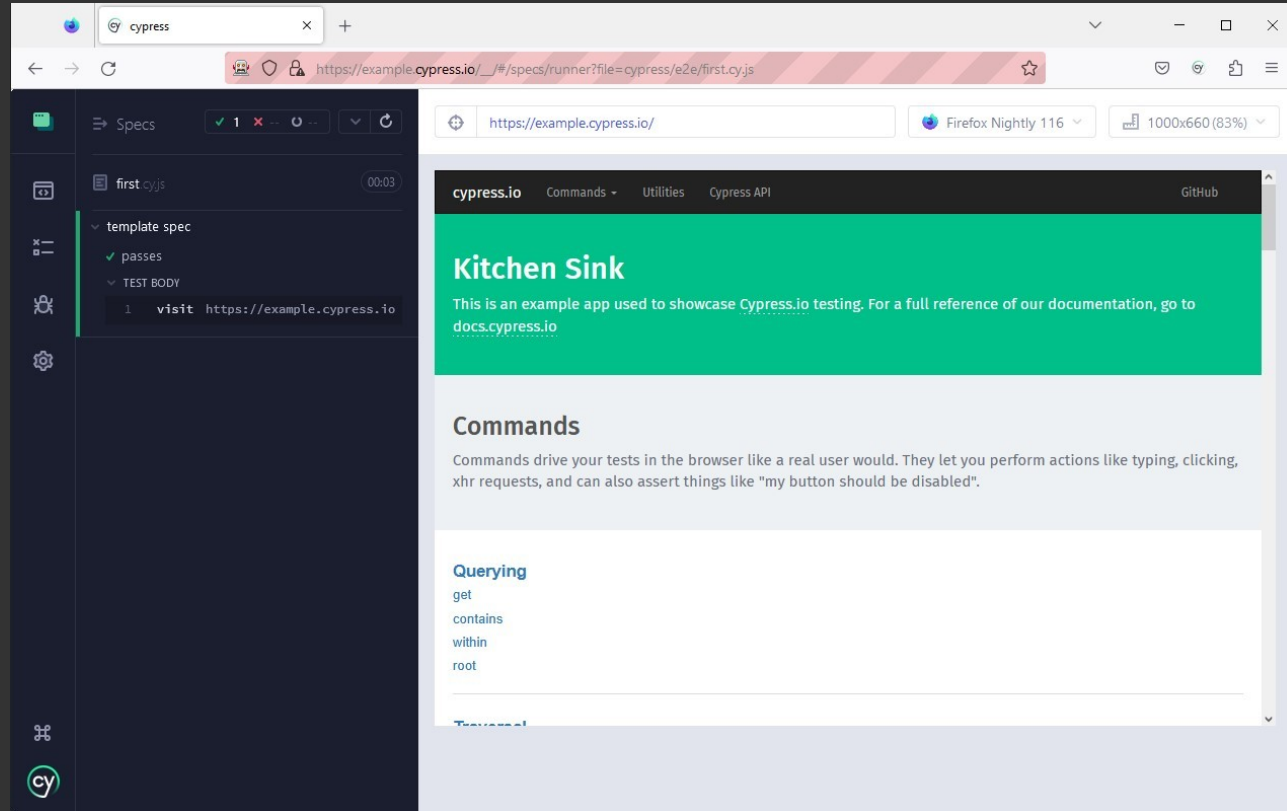 cypress
https://example.cypress.io/__/#/specs/runner?file=cypress/e2e/first.cy.js
Specs
1
--
--
https://example.cypress.io/
Firefox Nightly 116
1000x660 (83%)
first.cy.js
00:03
template spec
passes
TEST BODY
1 visit https://example.cypress.io
cypress.io Commands Utilities Cypress API GitHub
Kitchen Sink
This is an example app used to showcase Cypress.io testing. For a full reference of our documentation, go to
docs.cypress.io
Commands
Commands drive your tests in the browser like a real user would. They let you perform actions like typing, clicking,
xhr requests, and can also assert things like "my button should be disabled".
Querying
get
contains
within
root
Traversal
cy